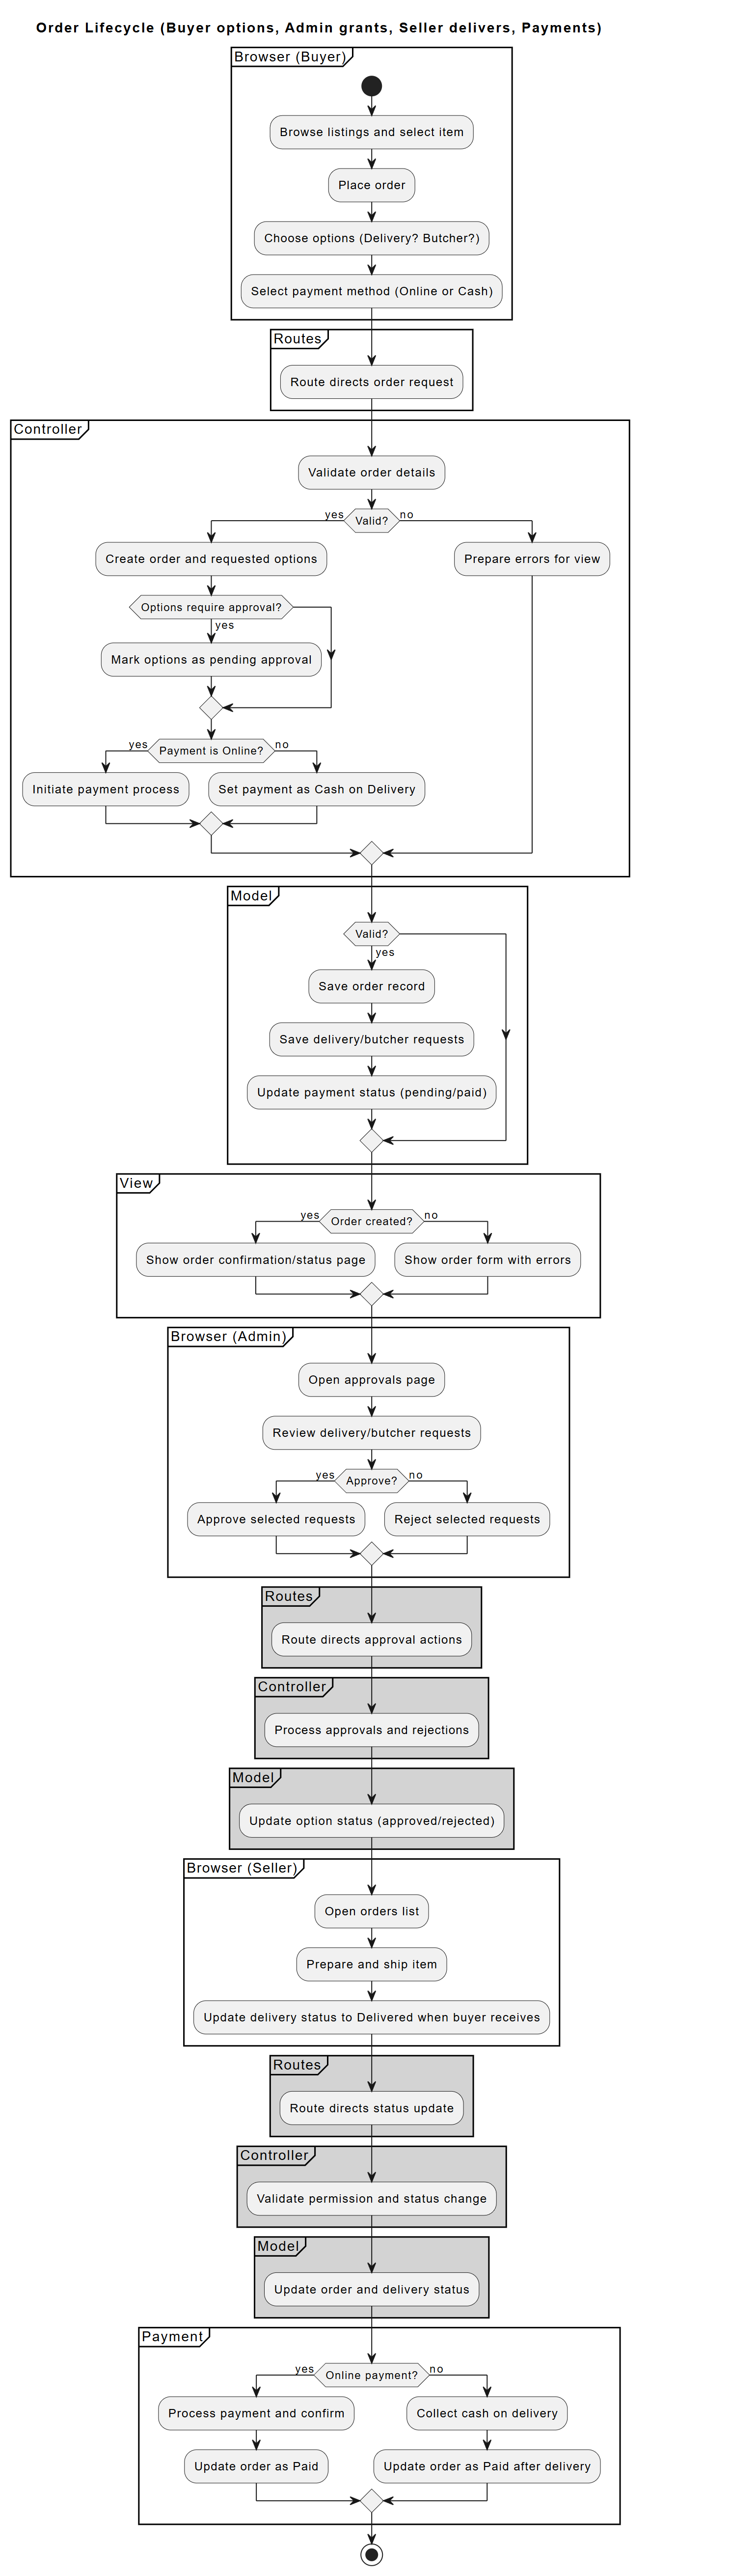 Order Lifecycle (Buyer options, Admin grants, Seller delivers, Payments)
Browser (Buyer)
Browse listings and select item
Place order
Choose options (Delivery? Butcher?)
Select payment method (Online or Cash)
Routes
Route directs order request
Controller
Validate order details
yes
Valid?
no
Create order and requested options
Prepare errors for view
Options require approval?
yes
Mark options as pending approval
yes
Payment is Online?
no
Initiate payment process
Set payment as Cash on Delivery
Model
Valid?
yes
Save order record
Save delivery/butcher requests
Update payment status (pending/paid)
View
yes
Order created?
no
Show order confirmation/status page
Show order form with errors
Browser (Admin)
Open approvals page
Review delivery/butcher requests
yes
Approve?
no
Approve selected requests
Reject selected requests
Routes
Route directs approval actions
Controller
Process approvals and rejections
Model
Update option status (approved/rejected)
Browser (Seller)
Open orders list
Prepare and ship item
Update delivery status to Delivered when buyer receives
Routes
Route directs status update
Controller
Validate permission and status change
Model
Update order and delivery status
Payment
yes
Online payment?
no
Process payment and confirm
Collect cash on delivery
Update order as Paid
Update order as Paid after delivery